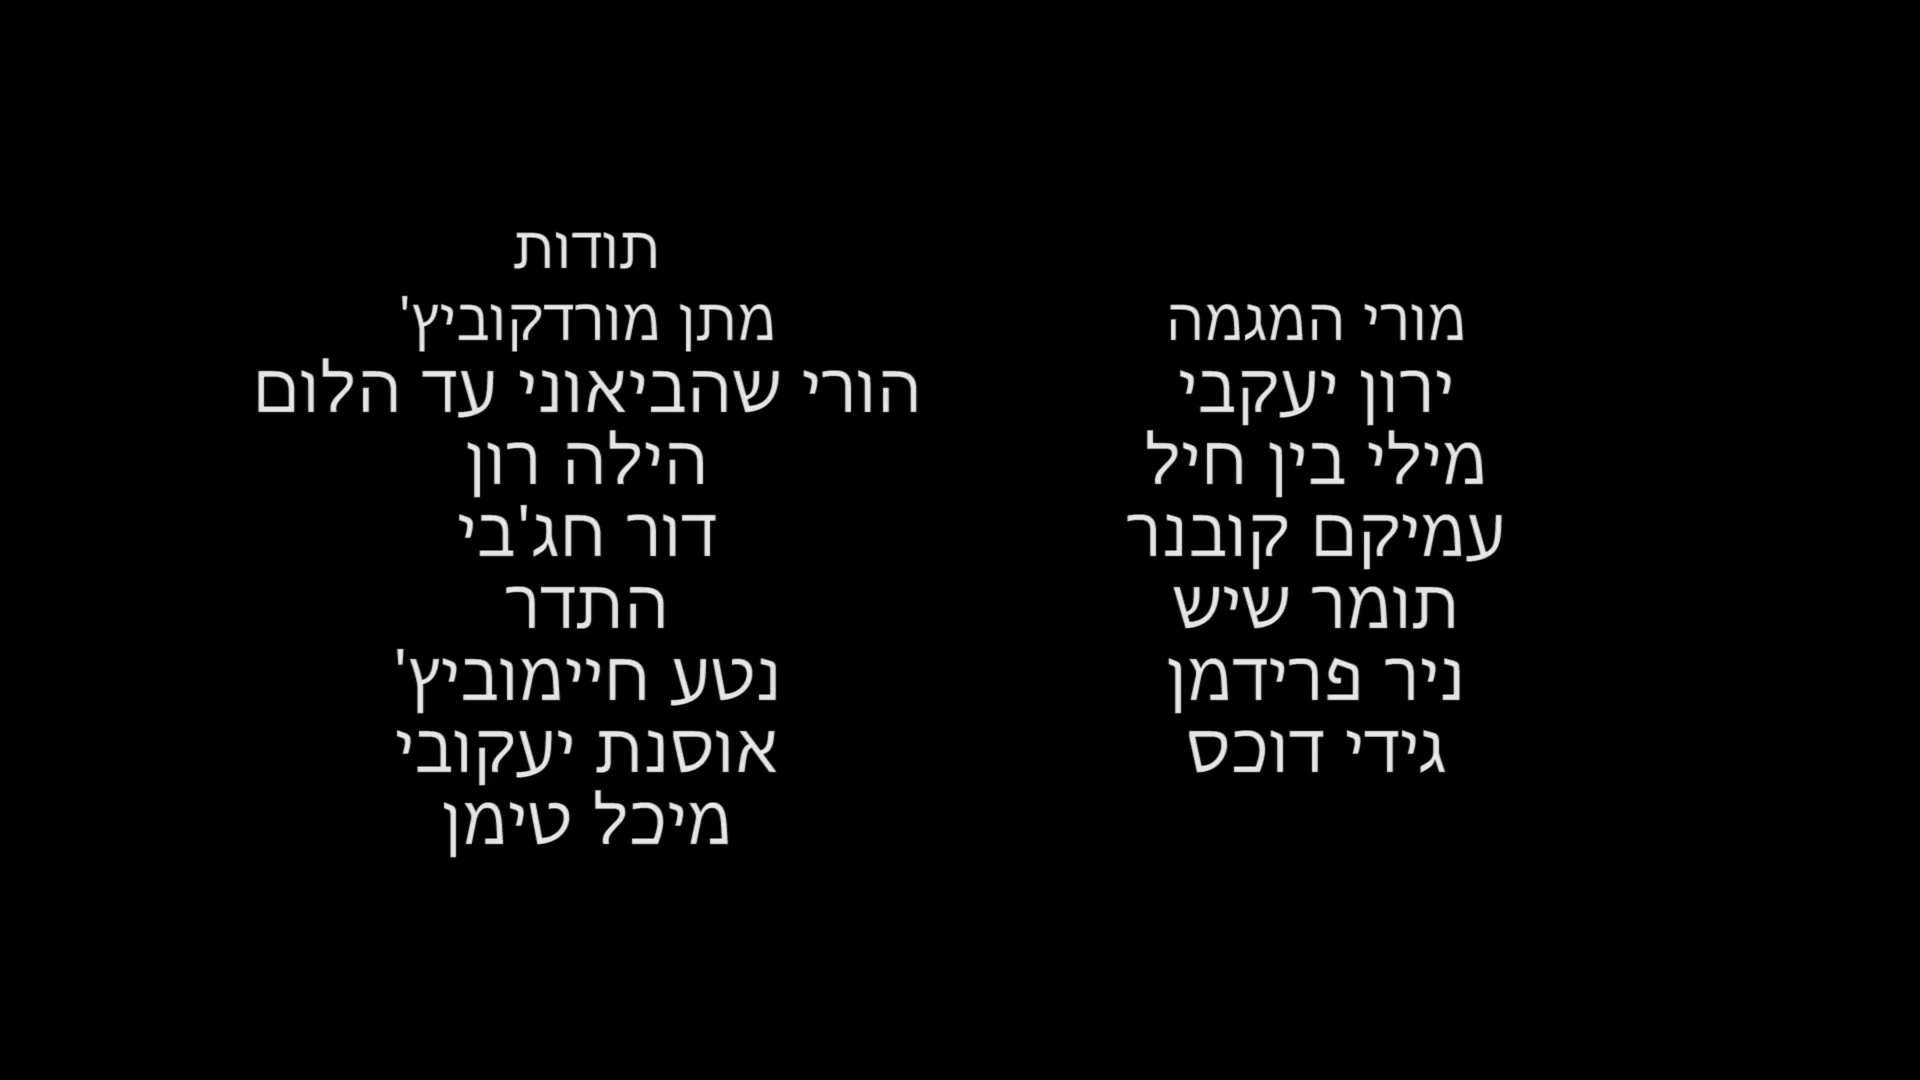 מורי המגמה
ירון יעקבי
מילי בין חיל
עמיקם קובנר
תומר שיש
ניר פרידמן
גידי דוכס
תודות
מתן מורדקוביץ'
הורי שהביאוני עד הלום
הילה רון
דור חג'בי
התדר
נטע חיימוביץ'
אוסנת יעקובי
מיכל טימן